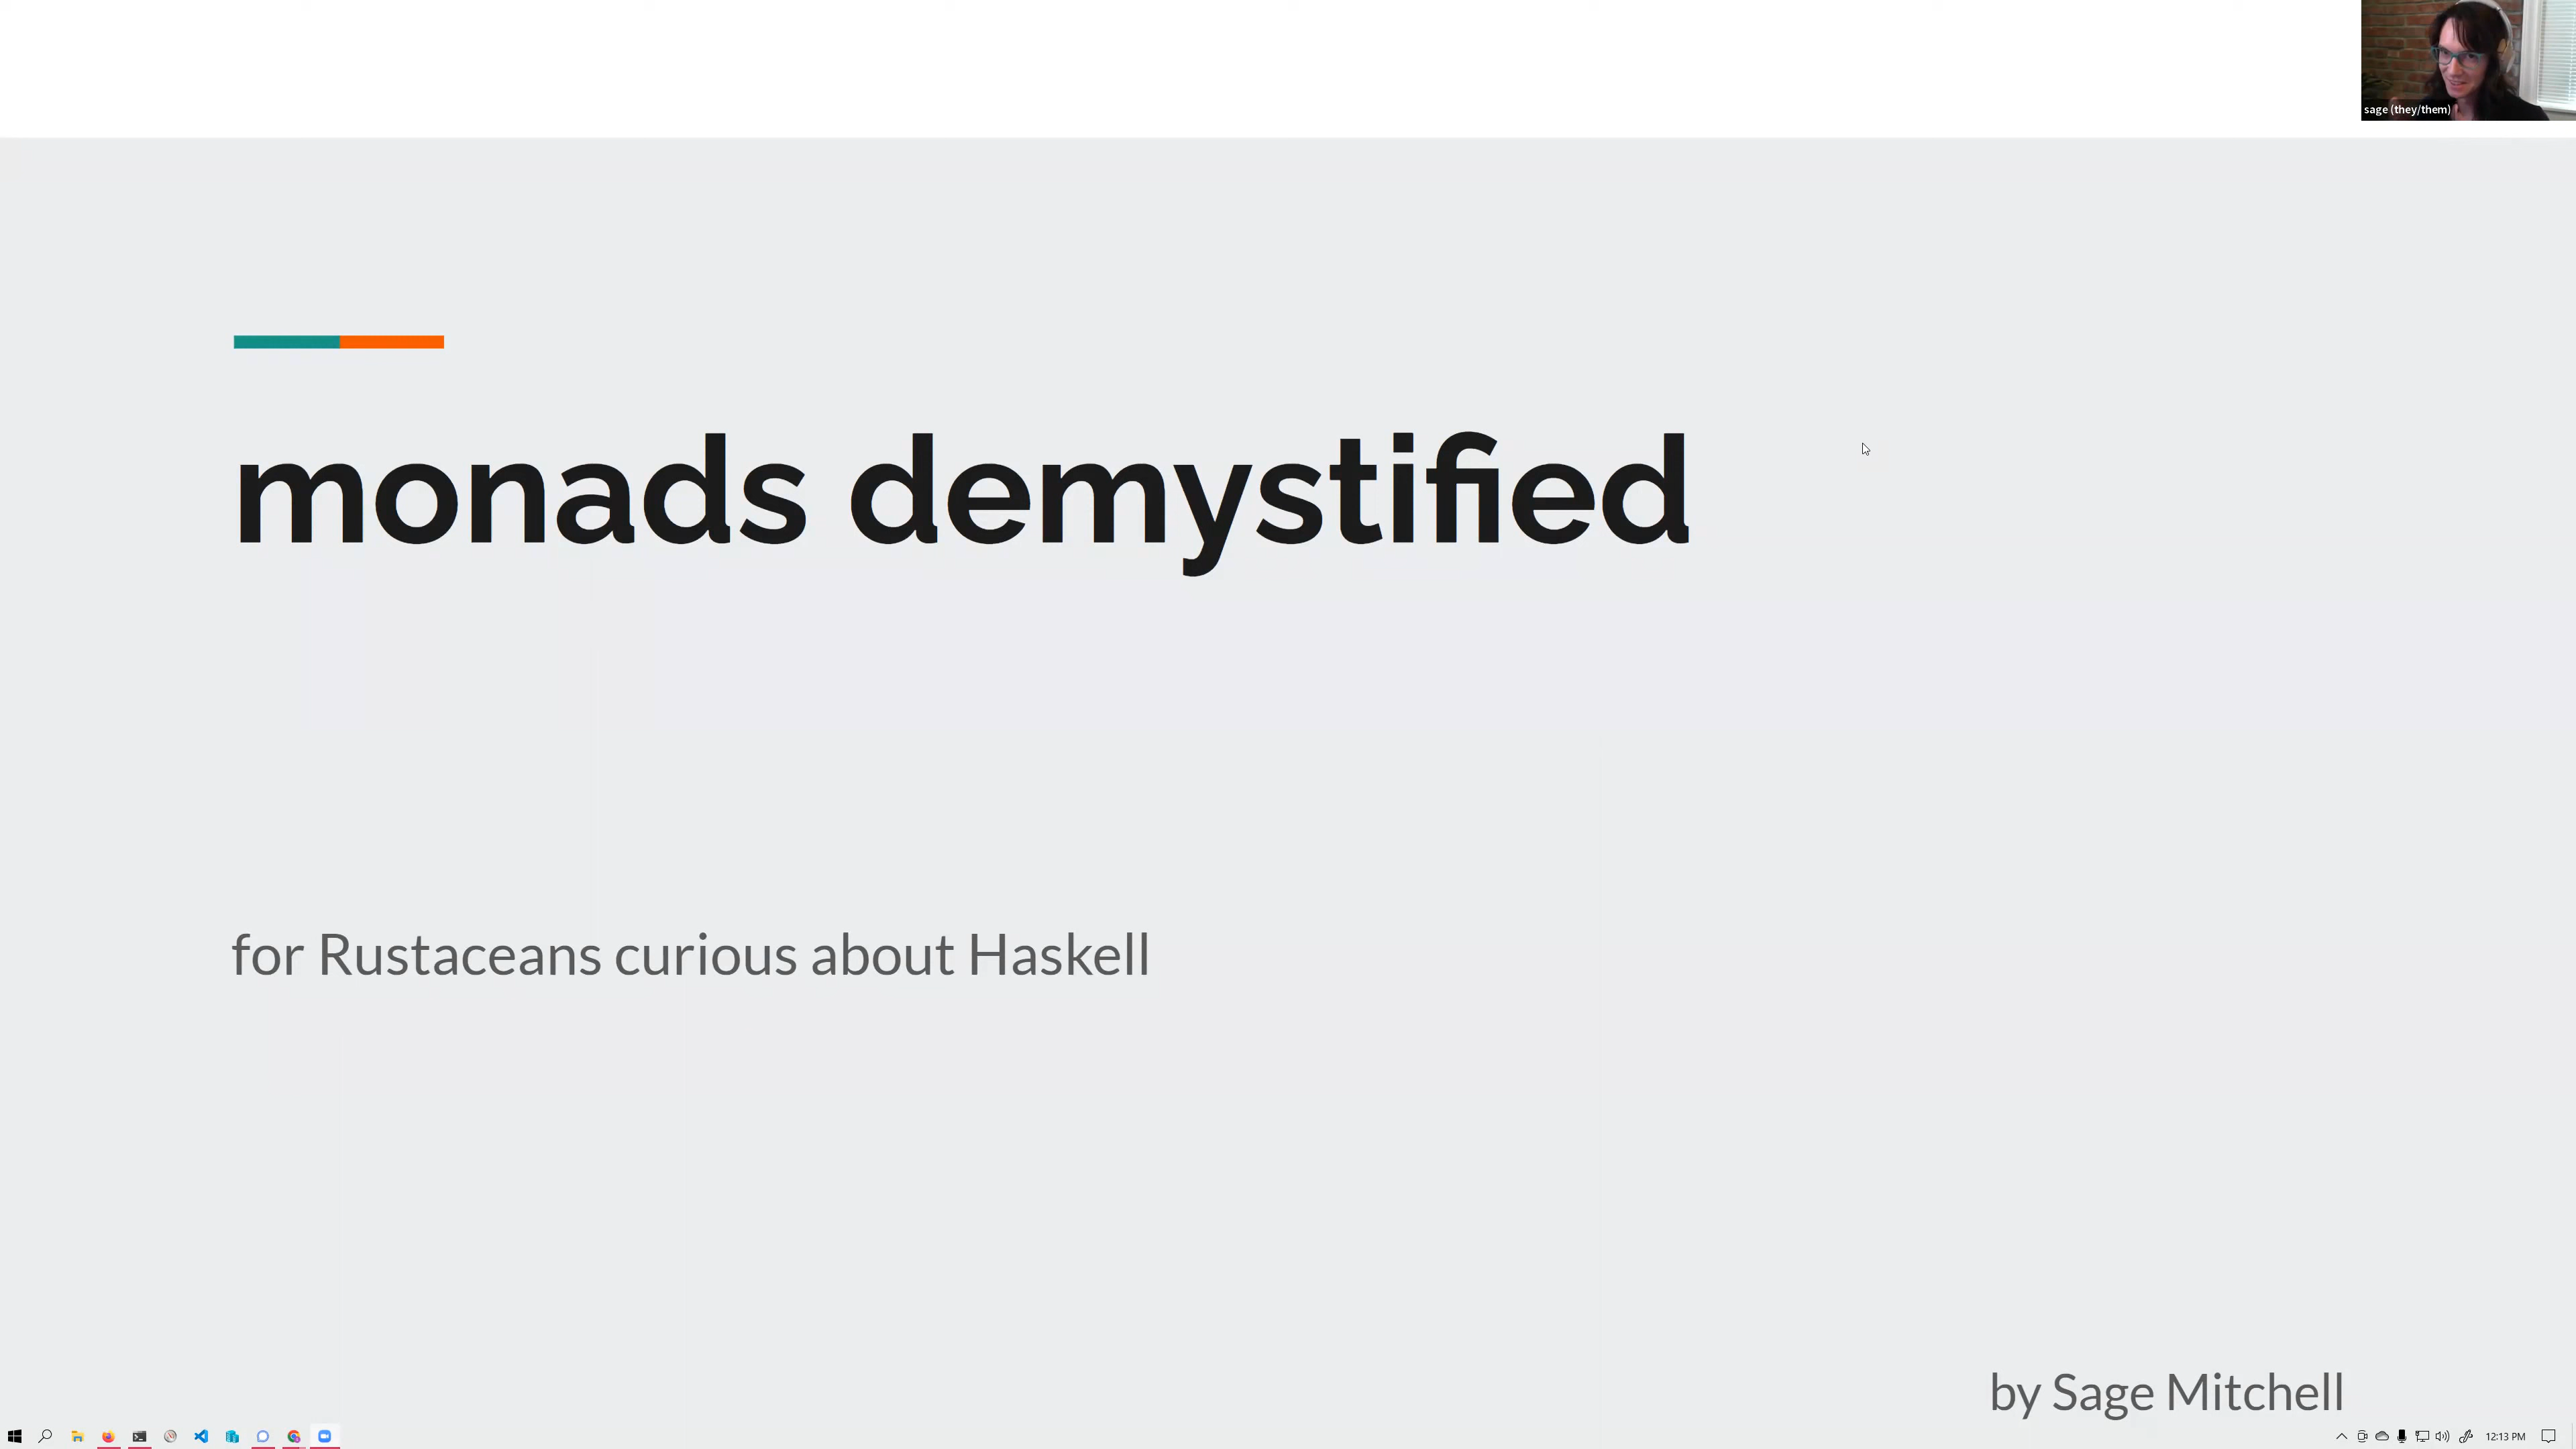 sage (they/them)
monads demystified
for Rustaceans curious about Haskell
by Sage Mitchell
12:13 PM